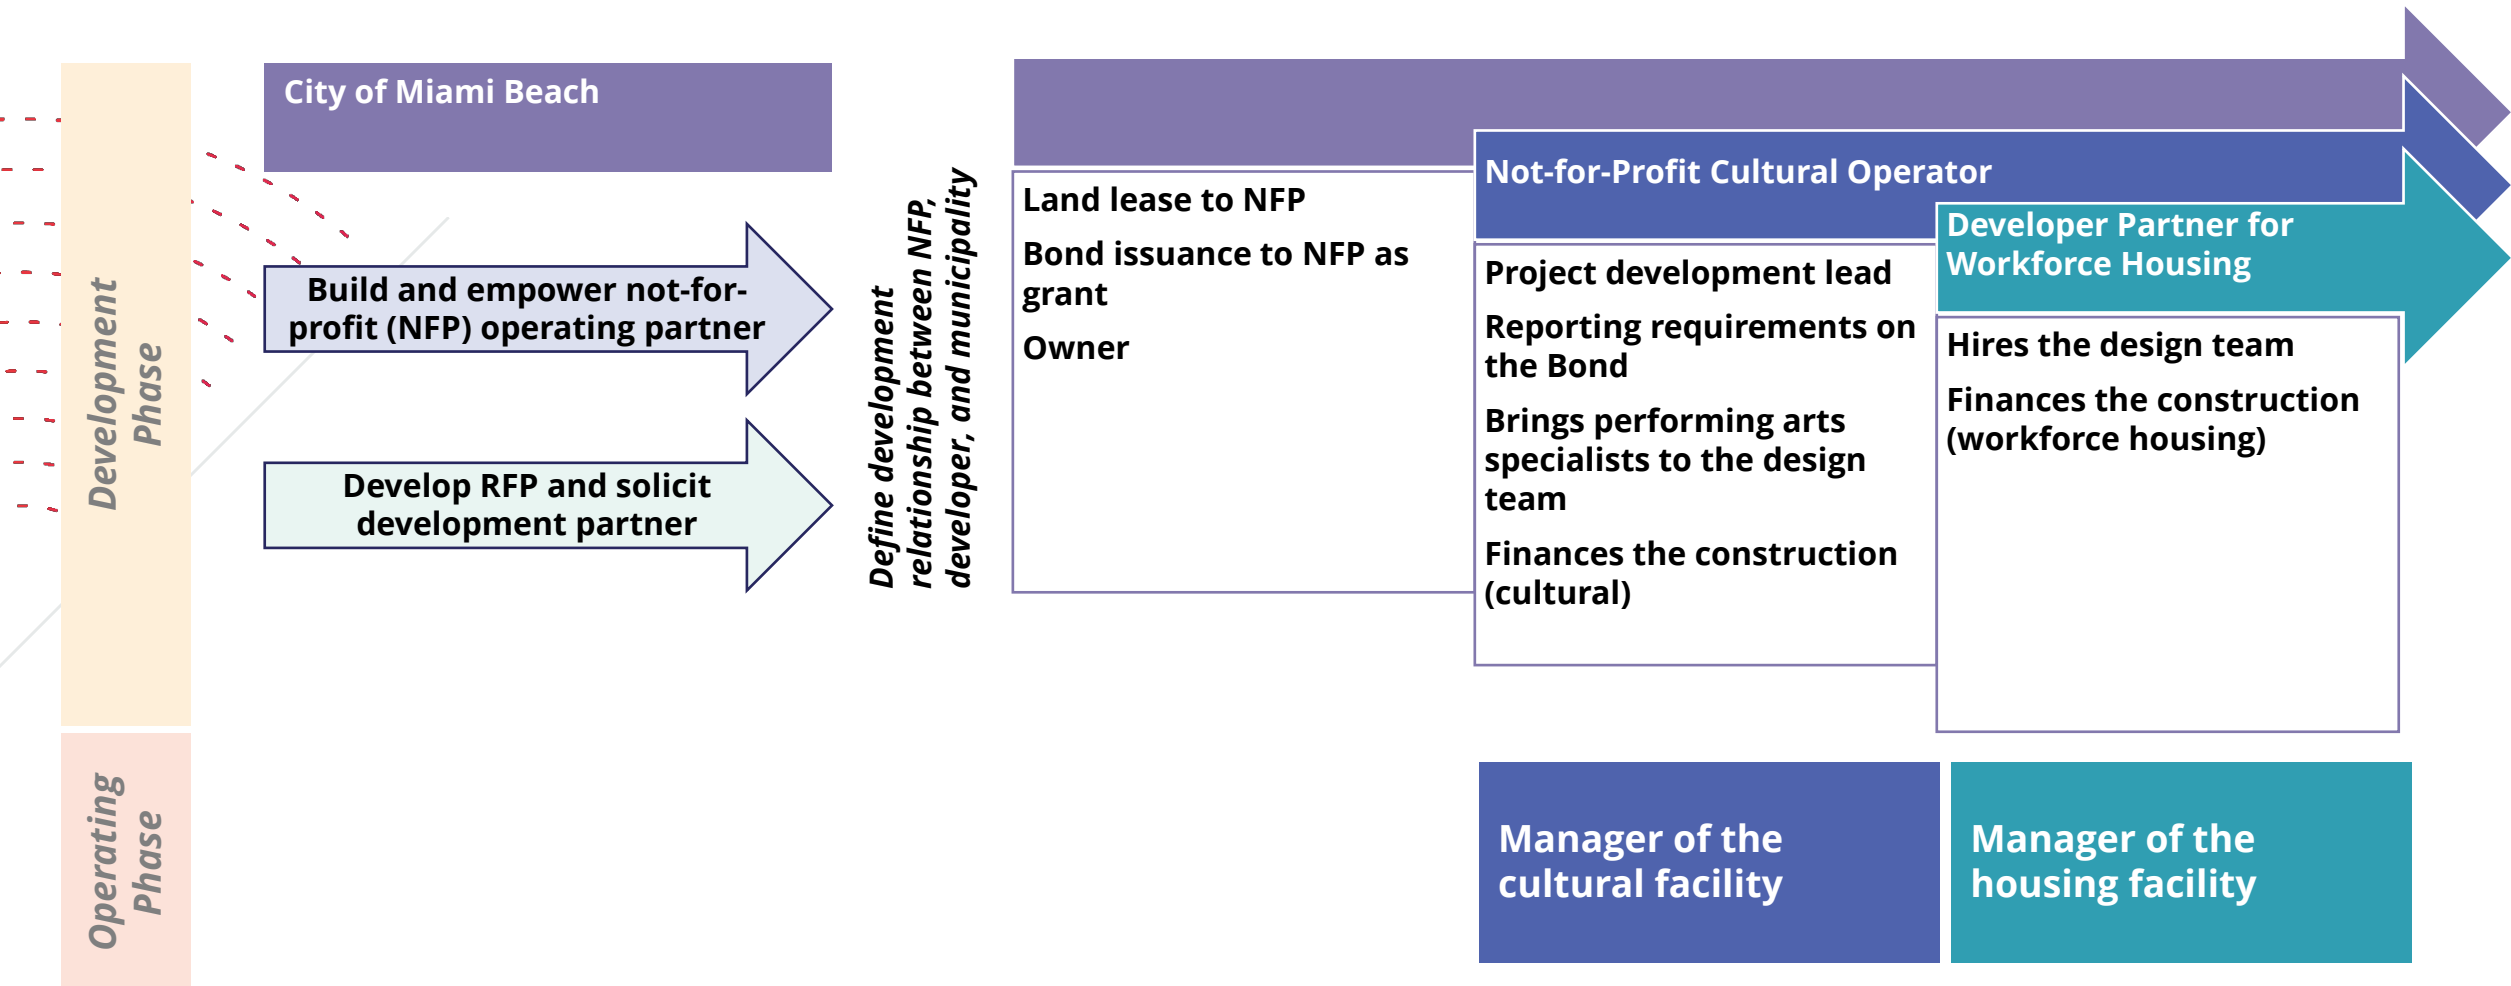 Development
Phase
City of Miami Beach
Build and empower not-for-
profit (NFP) operating partner
Develop RFP and solicit
development partner
Define development
relationship between NFP,
developer, and municipality
Land lease to NFP
Bond issuance to NFP as
grant
Owner
Not-for-Profit Cultural Operator
Project development lead
Reporting requirements on
the Bond
Brings performing arts
specialists to the design
team
Finances the construction
(cultural)
Developer Partner for
Workforce Housing
Hires the design team
Finances the construction
(workforce housing)
Operating
Phase
Manager of the
cultural facility
Manager of the
housing facility